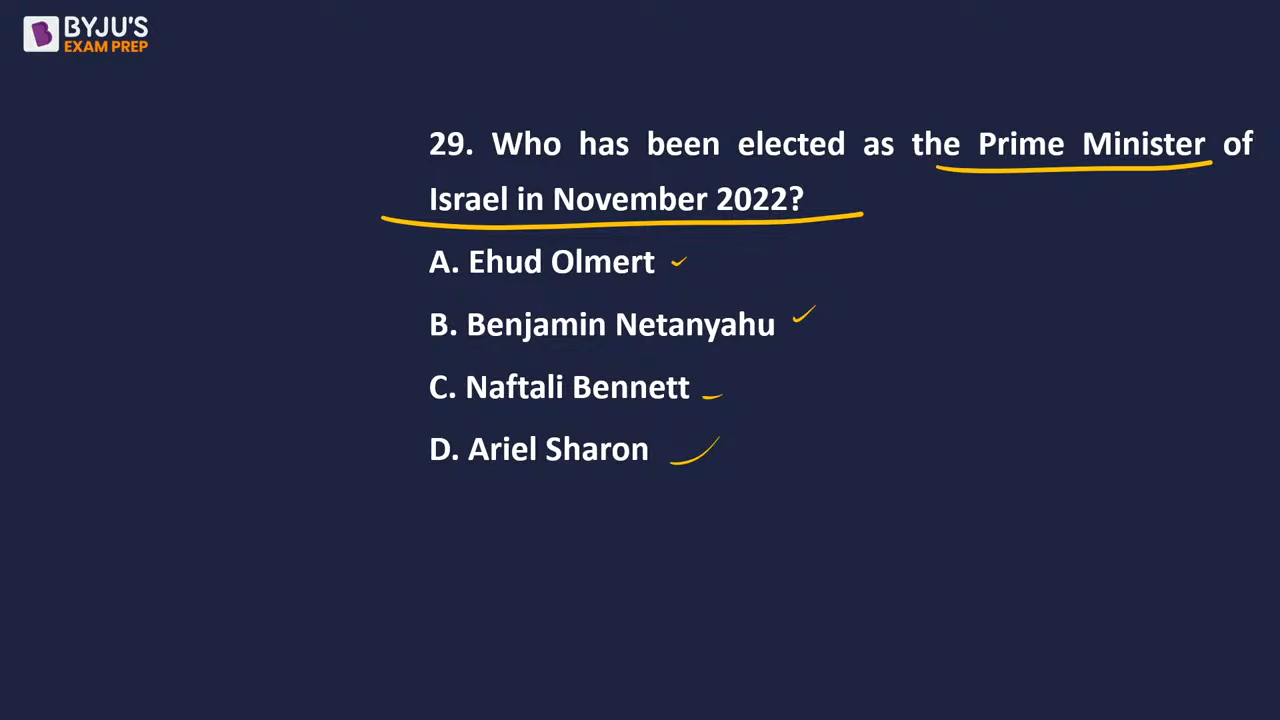 BYJU'S
EXAM PREP
29. Who has been elected as the Prime Minister of
Israel in November 2022?
A. Ehud Olmert
B. Benjamin Netanyahu
C. Naftali Bennett
D. Ariel Sharon